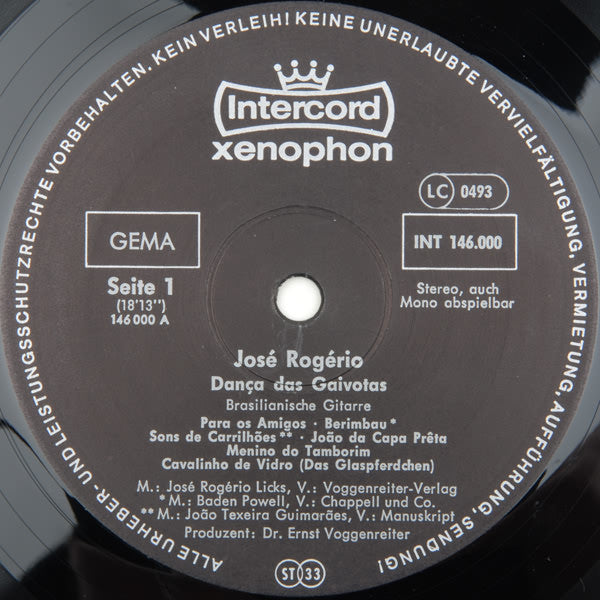 ALLE URHEBER- UND LEISTUNGSSCHUTZRECHTE VORBEHALTEN. KEIN VERLEIH! KEINE UNERLAUBTE VERVIELFÄLTIGUNG, VERMIETUNG, AUFFÜHRUNG, SENDUNG!
Intercord
xenophon
LC 0493
GEMA
INT 146.000
Seite 1
(18'13'')
146 000 A
Stereo, auch
Mono abspielbar
José Rogério
Dança das Gaivotas
Brasilianische Gitarre
Para os Amigos · Berimbau*
Sons de Carrilhões** · João da Capa Prêta
Menino do Tamborim
Cavalinho de Vidro (Das Glaspferdchen)
M.: José Rogério Licks, V.: Voggenreiter-Verlag
*M.: Baden Powell, V.: Chappell und Co.
**M.: João Texeira Guimarães, V.: Manuskript
Produzent: Dr. Ernst Voggenreiter
ST 33